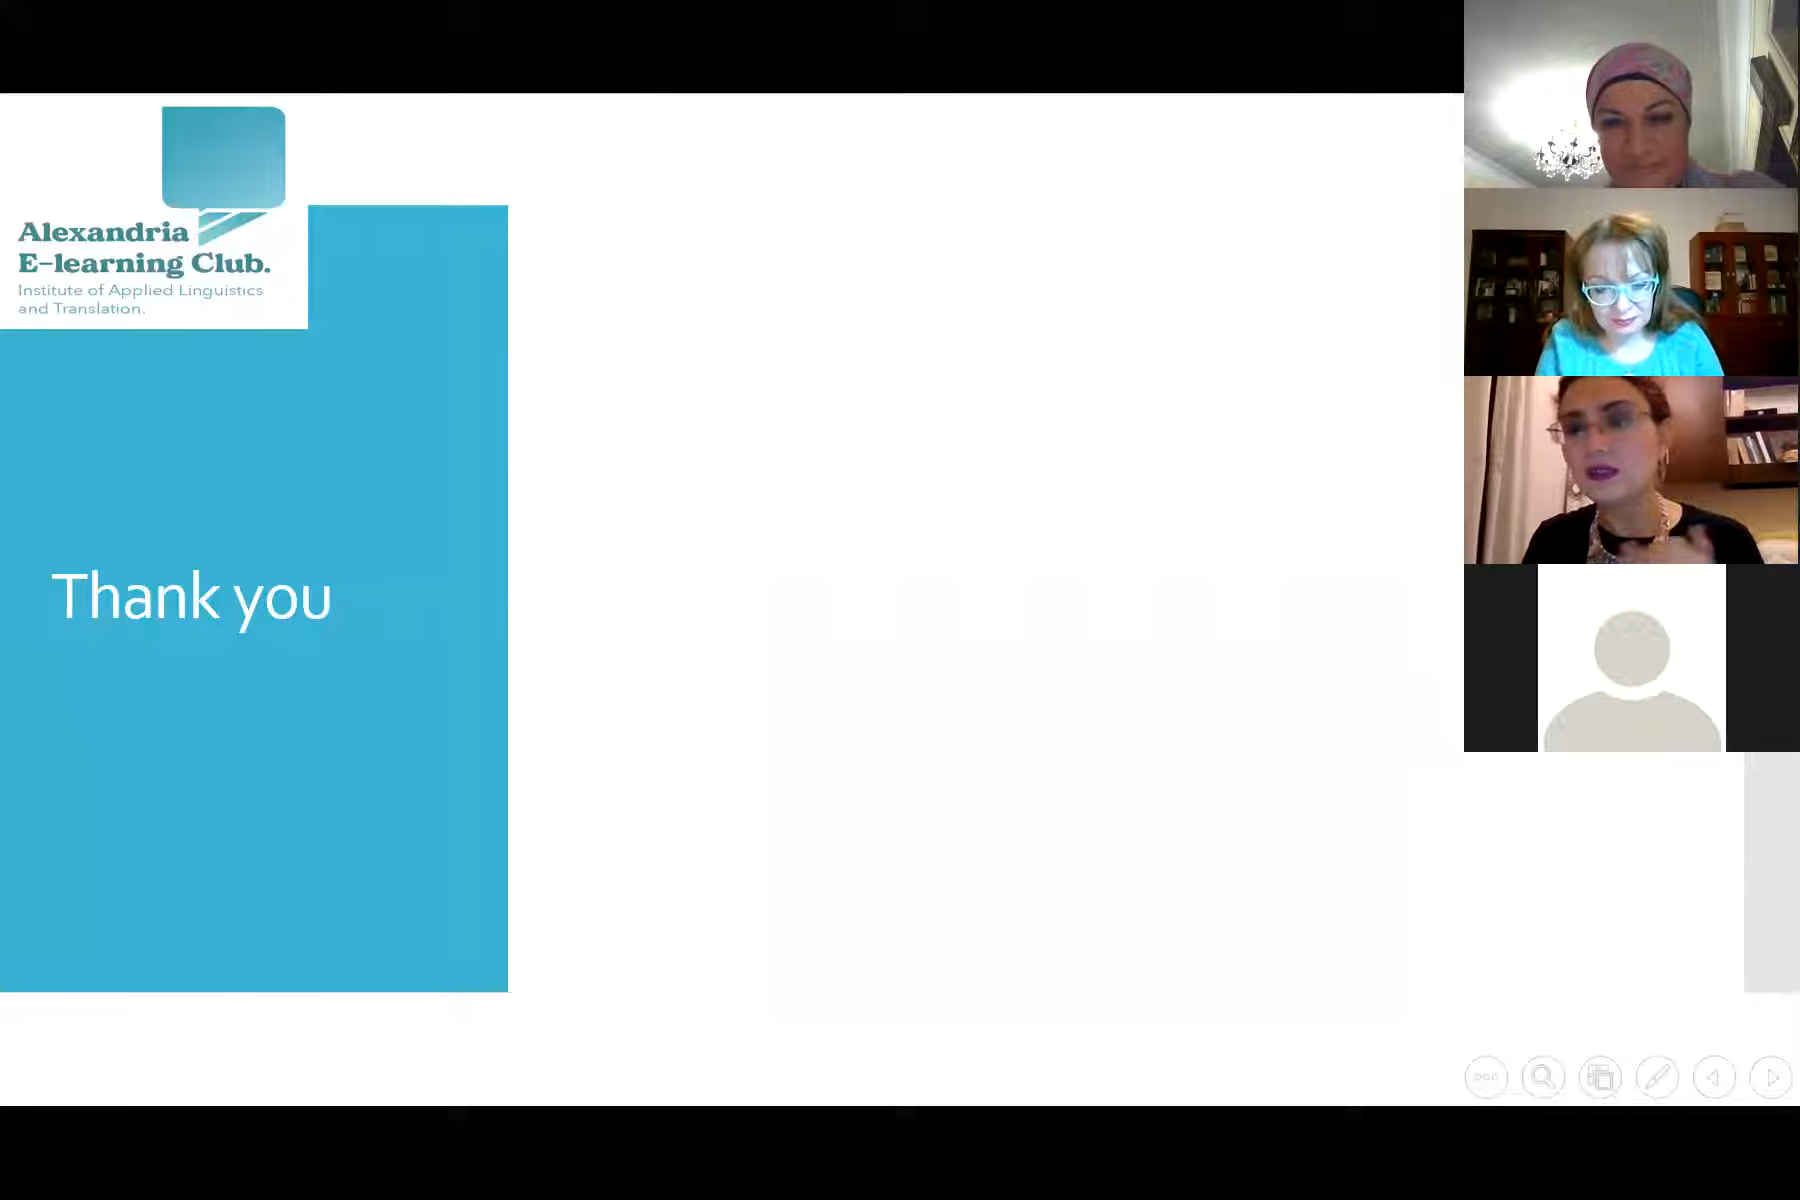 Alexandria
E-learning Club.
Institute of Applied Linguistics
and Translation.
Thank you